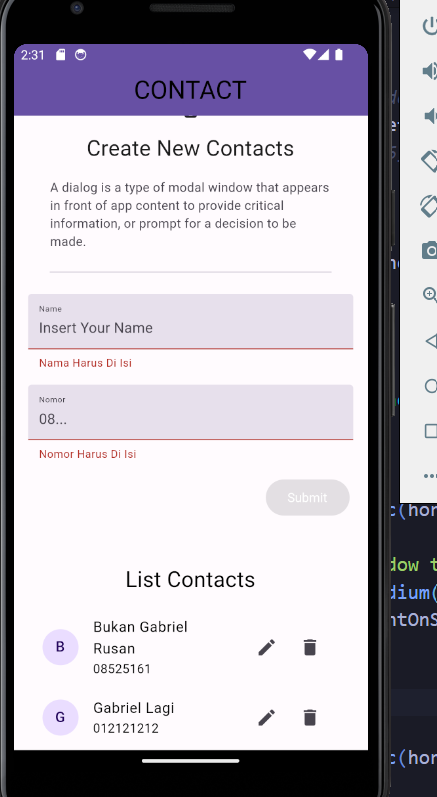 2:31
CONTACT
Create New Contacts
A dialog is a type of modal window that appears
in front of app content to provide critical
information, or prompt for a decision to be
made.
Name
Insert Your Name
Nama Harus Di Isi
Nomor
08...
Nomor Harus Di Isi
Submit
List Contacts
B
Bukan Gabriel
Rusan
08525161
G
Gabriel Lagi
012121212
c(hor
dow t
dium(
ntOnS
c(hor